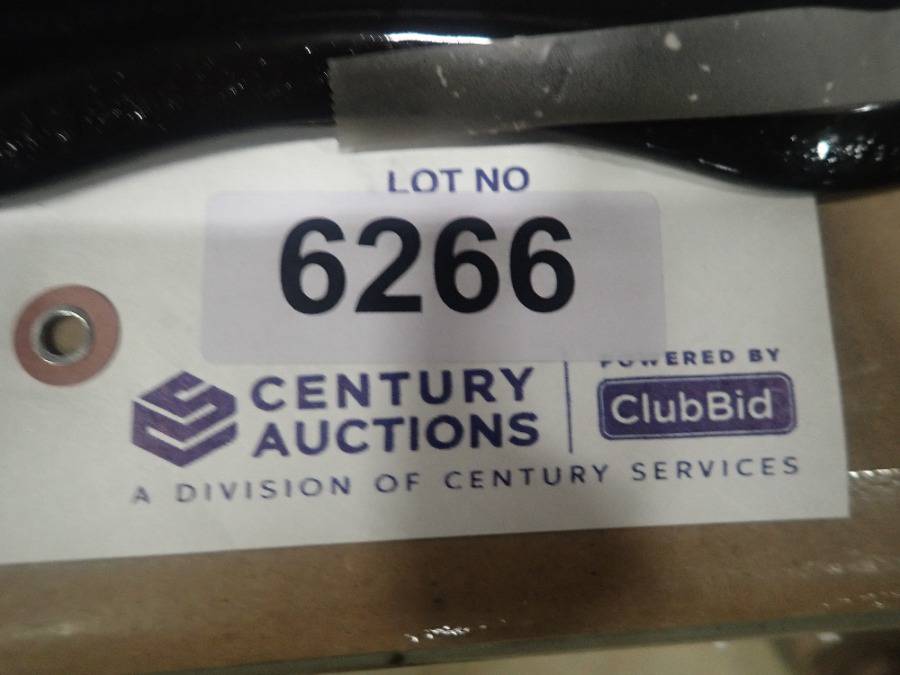 LOT NO
6266
CENTURY
AUCTIONS
POWERED BY
ClubBid
A DIVISION OF CENTURY SERVICES